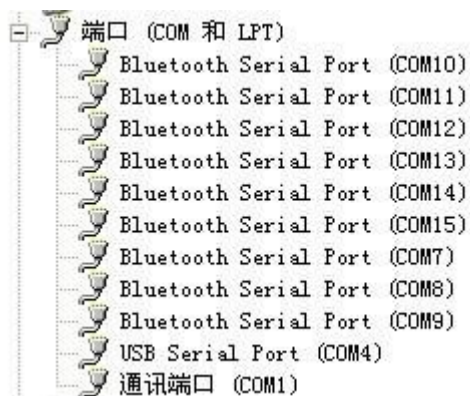 端口 (COM 和 LPT)
Bluetooth Serial Port (COM10)
Bluetooth Serial Port (COM11)
Bluetooth Serial Port (COM12)
Bluetooth Serial Port (COM13)
Bluetooth Serial Port (COM14)
Bluetooth Serial Port (COM15)
Bluetooth Serial Port (COM7)
Bluetooth Serial Port (COM8)
Bluetooth Serial Port (COM9)
USB Serial Port (COM4)
通讯端口 (COM1)